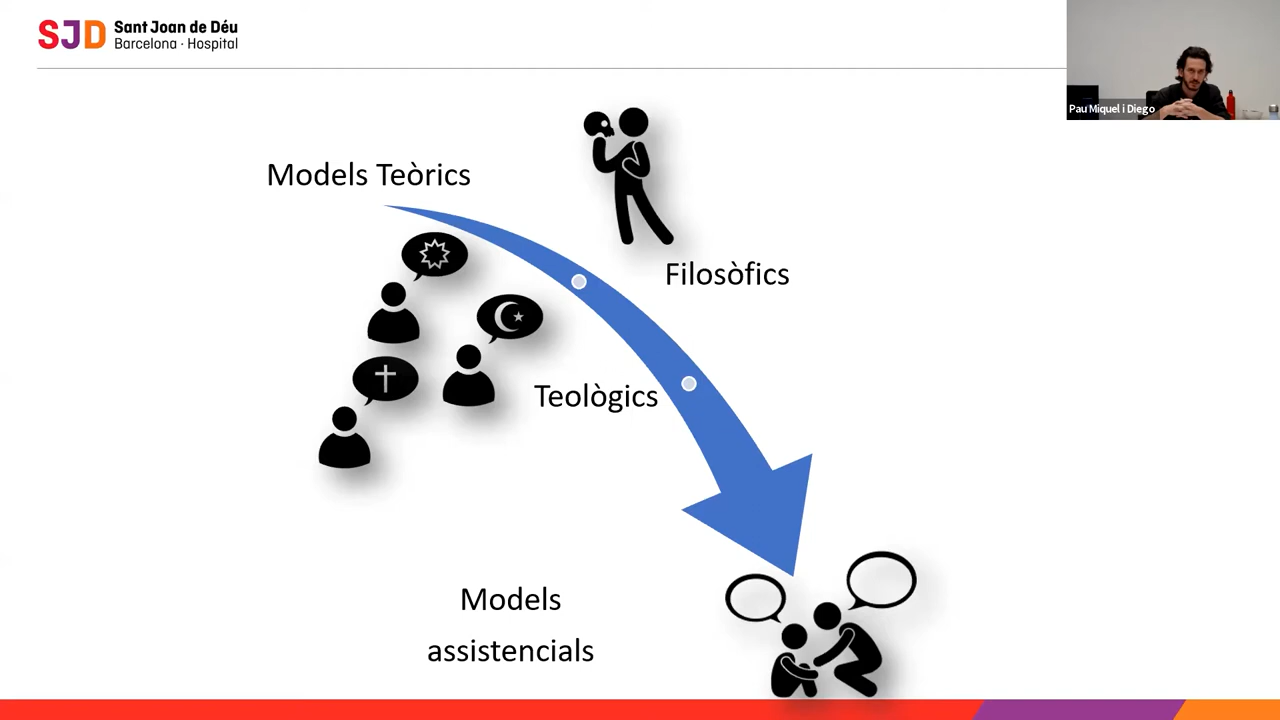 SJD Sant Joan de Déu
Barcelona · Hospital
Pau Miquel i Diego
Models Teòrics
Filosòfics
Teològics
Models
assistencials